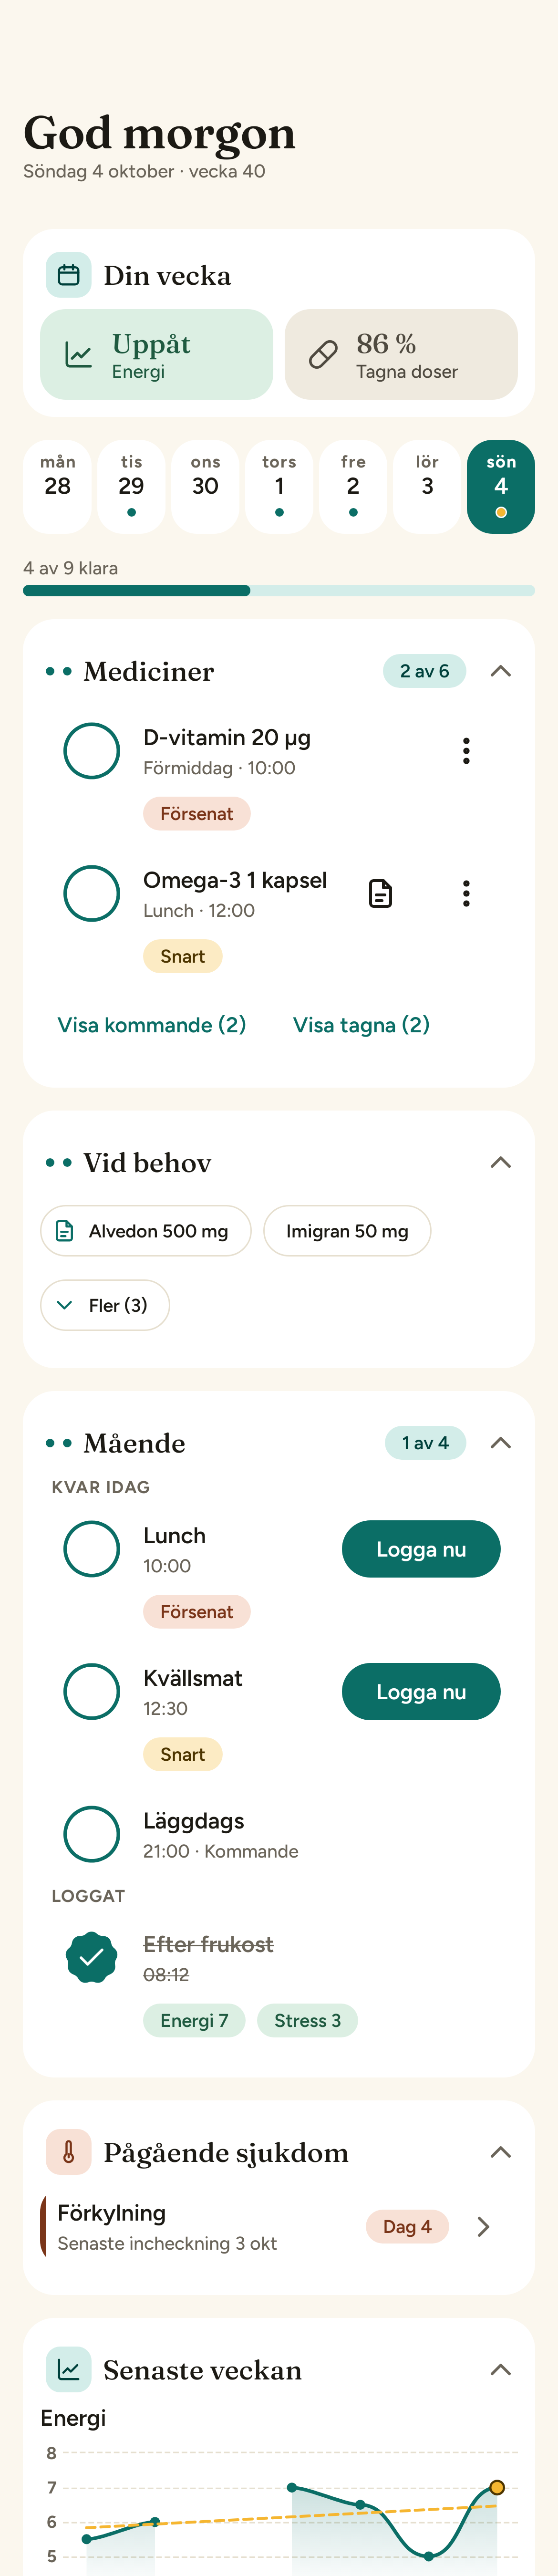 God morgon
Söndag 4 oktober · vecka 40
Din vecka
Uppåt
Energi
86 %
Tagna doser
mån tis ons tors fre lör sön
28 29 30 1 2 3 4
4 av 9 klara
Mediciner 2 av 6
D-vitamin 20 µg
Förmiddag · 10:00
Försenat
Omega-3 1 kapsel
Lunch · 12:00
Snart
Visa kommande (2) Visa tagna (2)
Vid behov
Alvedon 500 mg Imigran 50 mg
Fler (3)
Mående 1 av 4
KVAR IDAG
Lunch
10:00
Logga nu
Försenat
Kvällsmat
12:30
Logga nu
Snart
Läggdags
21:00 · Kommande
LOGGAT
Efter frukost
08:12
Energi 7 Stress 3
Pågående sjukdom
Förkylning
Senaste incheckning 3 okt
Dag 4
Senaste veckan
Energi
8
7
6
5